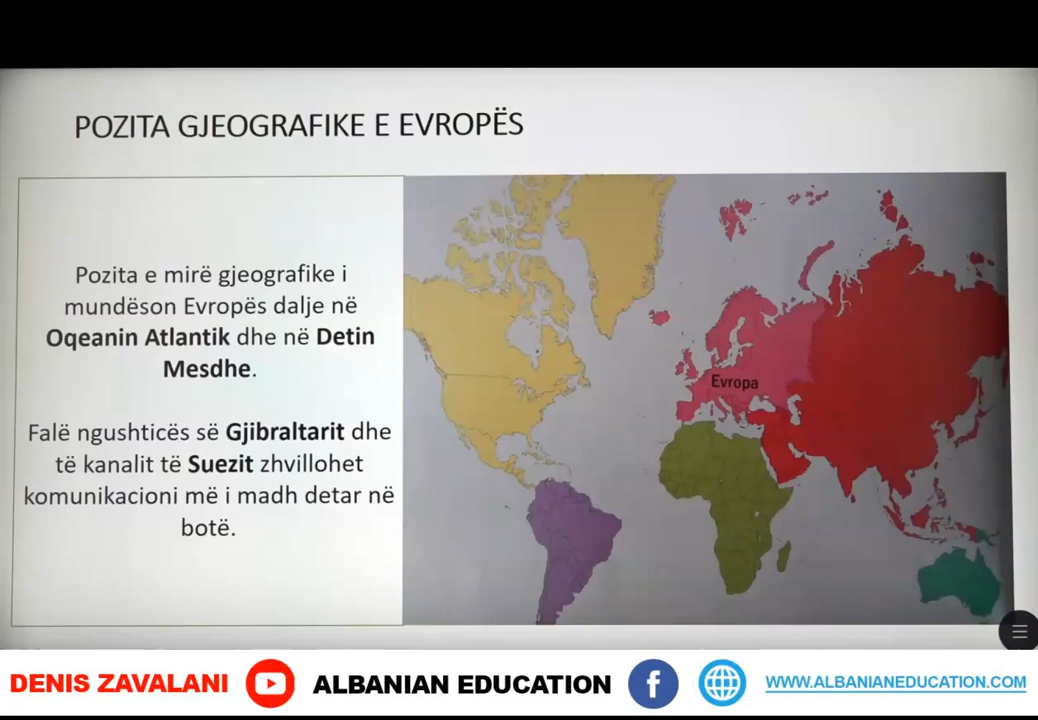 POZITA GJEOGRAFIKE E EVROPËS
Pozita e mirë gjeografike i
mundëson Evropës dalje në
Oqeanin Atlantik dhe në Detin
Mesdhe.
Falë ngushticës së Gjibraltarit dhe
të kanalit të Suezit zhvillohet
komunikacioni më i madh detar në
botë.
Evropa
DENIS ZAVALANI
ALBANIAN EDUCATION
WWW.ALBANIANEDUCATION.COM